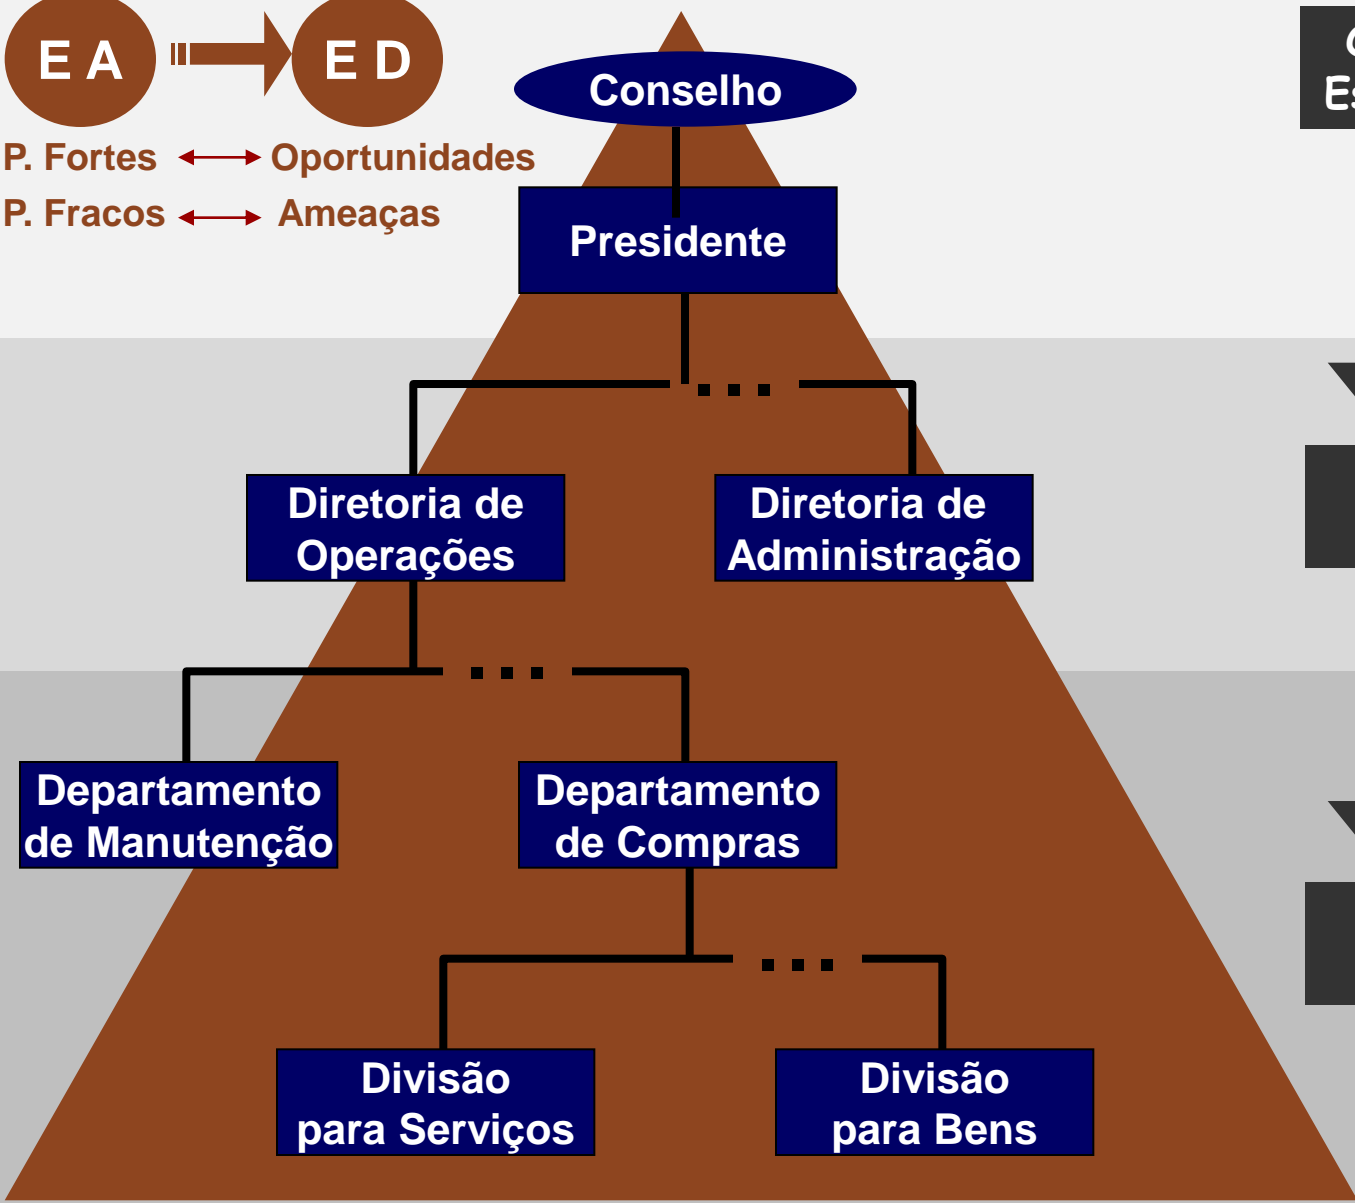 E A
E D
P. Fortes
Oportunidades
P. Fracos
Ameaças
Conselho
Presidente
Diretoria de
Operações
Diretoria de
Administração
Departamento
de Manutenção
Departamento
de Compras
Divisão
para Serviços
Divisão
para Bens